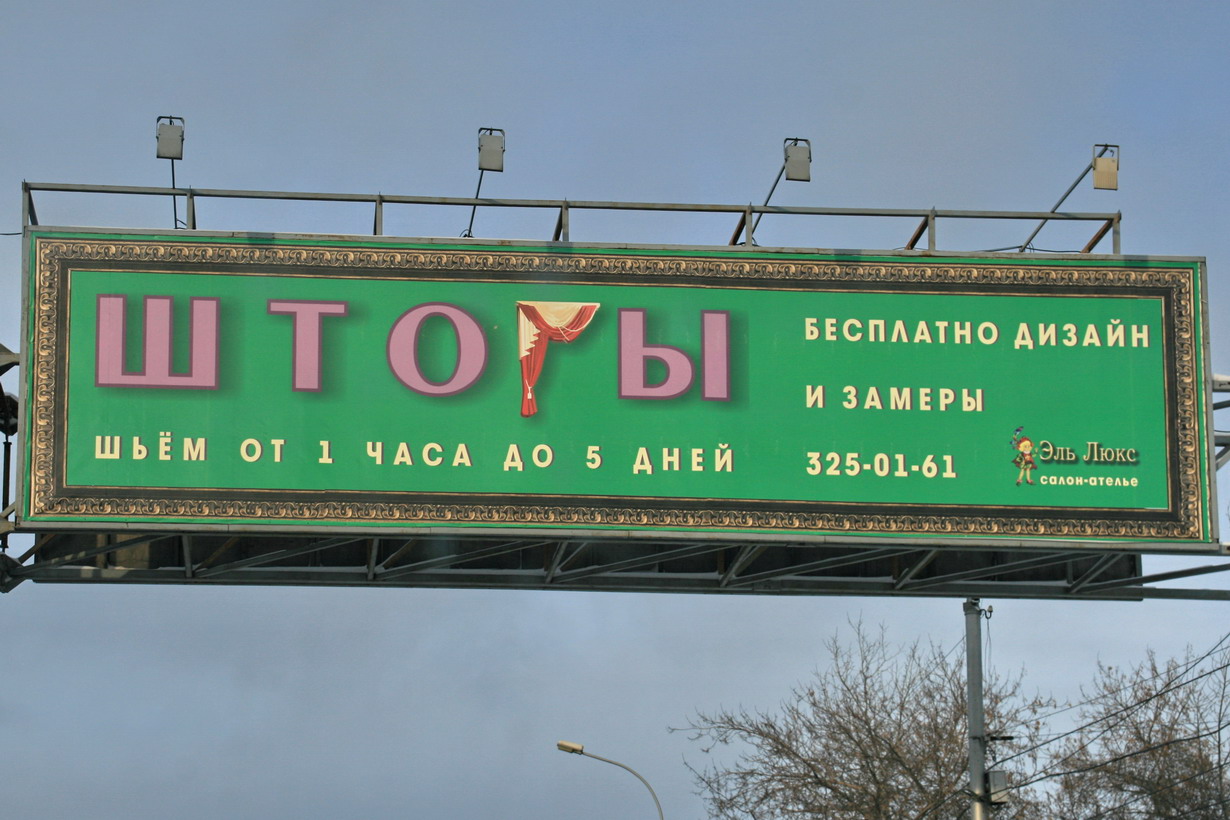 ШТОРЫ
ШЬЁМ ОТ 1 ЧАСА ДО 5 ДНЕЙ
БЕСПЛАТНО ДИЗАЙН
И ЗАМЕРЫ
325-01-61
Эль Люкс
салон-ателье